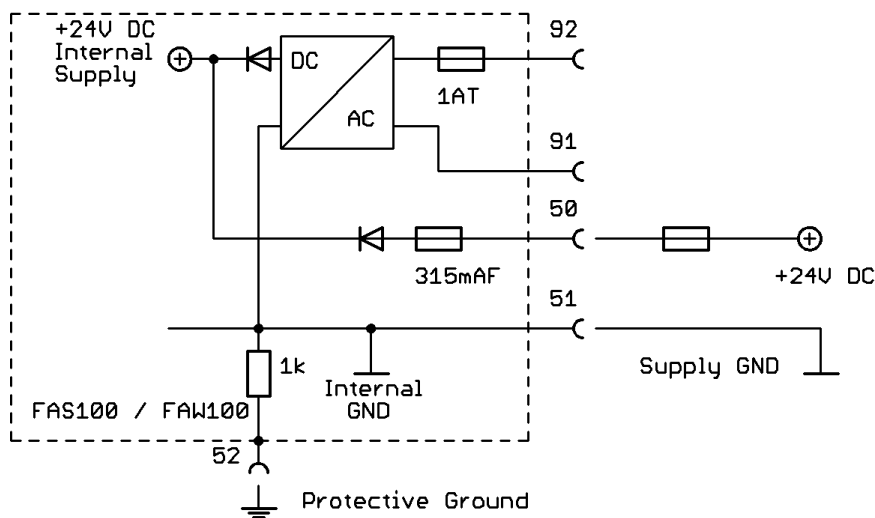 +24V DC
Internal
Supply
92
DC
AC
1AT
91
50
315mAF
+24V DC
51
1k
Internal
GND
Supply GND
FAS100 / FAW100
52
Protective Ground